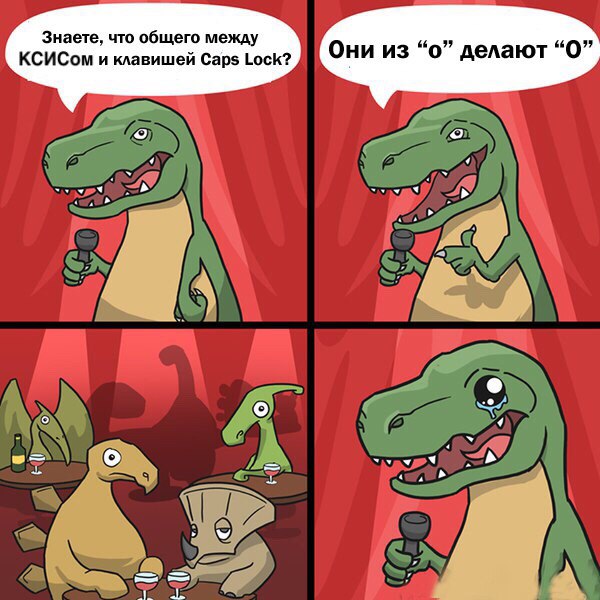 Знаете, что общего между
КСИСом и клавишей Caps Lock?
Они из “о” делают “О”